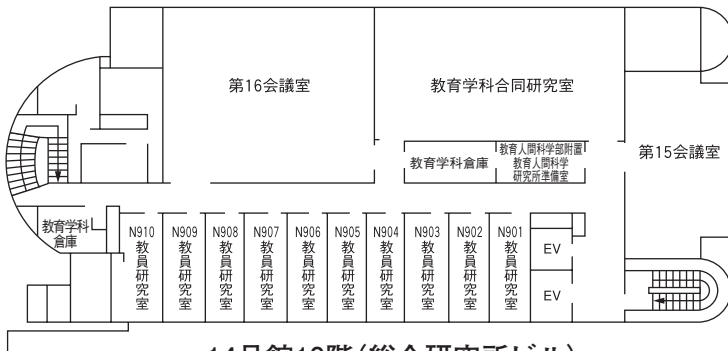 第16会議室
教育学科合同研究室
教育学科倉庫
教育人間科学部附置
教育人間科学
研究所準備室
第15会議室
教育学科
倉庫
N910
教員研究室
N909
教員研究室
N908
教員研究室
N907
教員研究室
N906
教員研究室
N905
教員研究室
N904
教員研究室
N903
教員研究室
N902
教員研究室
N901
教員研究室
EV
EV